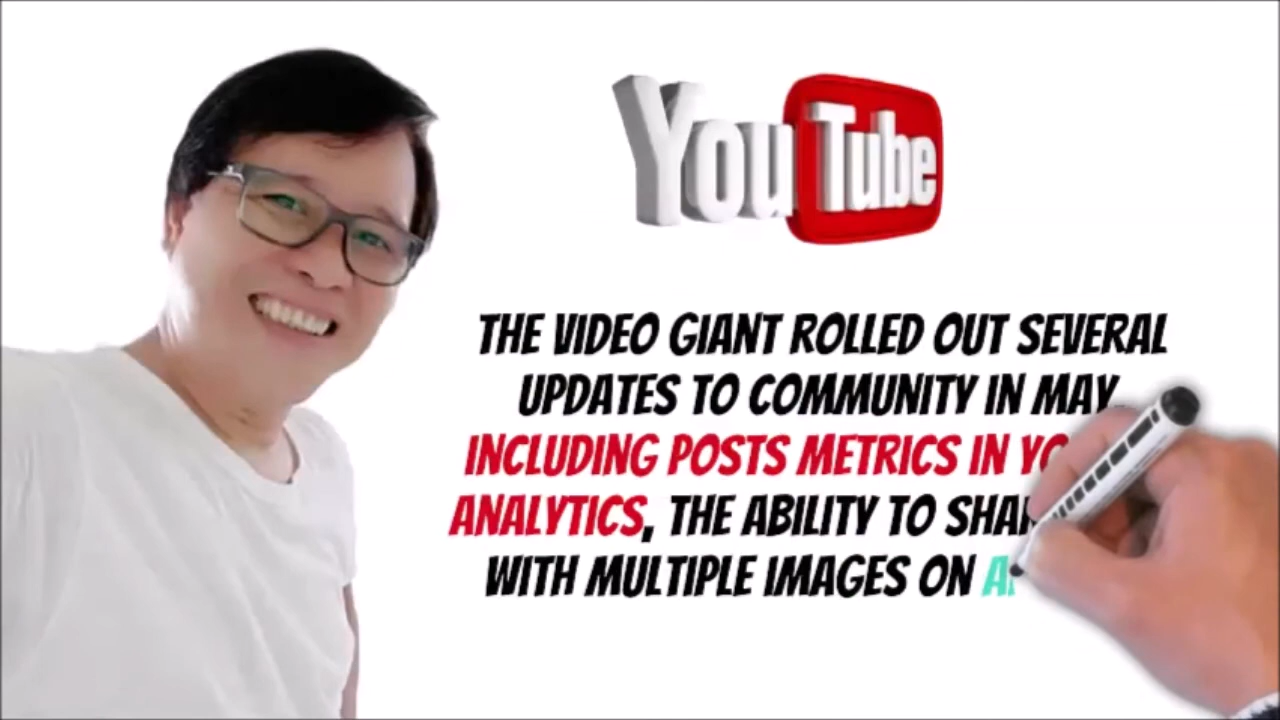 YouTube
THE VIDEO GIANT ROLLED OUT SEVERAL
UPDATES TO COMMUNITY IN MAY,
INCLUDING POSTS METRICS IN
ANALYTICS, THE ABILITY TO
WITH MULTIPLE IMAGES ON